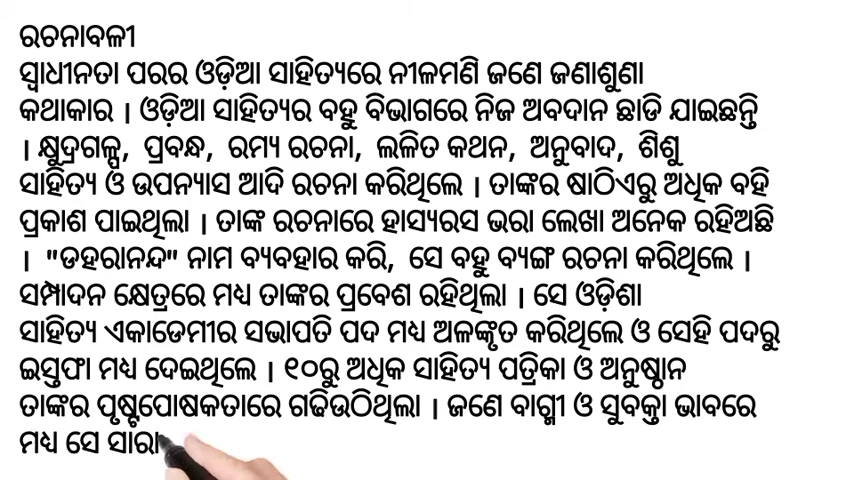 ରଚନାବଳୀ
ସ୍ୱାଧୀନତା ପରର ଓଡ଼ିଆ ସାହିତ୍ୟରେ ନୀଳମଣି ଜଣେ ଜଣାଶୁଣା
କଥାକାର । ଓଡ଼ିଆ ସାହିତ୍ୟର ବହୁ ବିଭାଗରେ ନିଜ ଅବଦାନ ଛାଡି ଯାଇଛନ୍ତି
। କ୍ଷୁଦ୍ରଗଳ୍ପ, ପ୍ରବନ୍ଧ, ରମ୍ୟ ରଚନା, ଲଳିତ କଥନ, ଅନୁବାଦ, ଶିଶୁ
ସାହିତ୍ୟ ଓ ଉପନ୍ୟାସ ଆଦି ରଚନା କରିଥିଲେ । ତାଙ୍କର ଷାଠିଏରୁ ଅଧିକ ବହି
ପ୍ରକାଶ ପାଇଥିଲା । ତାଙ୍କ ରଚନାରେ ହାସ୍ୟରସ ଭରା ଲେଖା ଅନେକ ରହିଅଛି
। "ଡହରାନନ୍ଦ" ନାମ ବ୍ୟବହାର କରି, ସେ ବହୁ ବ୍ୟଙ୍ଗ ରଚନା କରିଥିଲେ ।
ସମ୍ପାଦନ କ୍ଷେତ୍ରରେ ମଧ୍ୟ ତାଙ୍କର ପ୍ରବେଶ ରହିଥିଲା । ସେ ଓଡ଼ିଶା
ସାହିତ୍ୟ ଏକାଡେମୀର ସଭାପତି ପଦ ମଧ୍ୟ ଅଳଙ୍କୃତ କରିଥିଲେ ଓ ସେହି ପଦରୁ
ଇସ୍ତଫା ମଧ୍ୟ ଦେଇଥିଲେ । ୧୦ରୁ ଅଧିକ ସାହିତ୍ୟ ପତ୍ରିକା ଓ ଅନୁଷ୍ଠାନ
ତାଙ୍କର ପୃଷ୍ଟପୋଷକତାରେ ଗଢିଉଠିଥିଲା । ଜଣେ ବାଗ୍ମୀ ଓ ସୁବକ୍ତା ଭାବରେ
ମଧ୍ୟ ସେ ସାରା